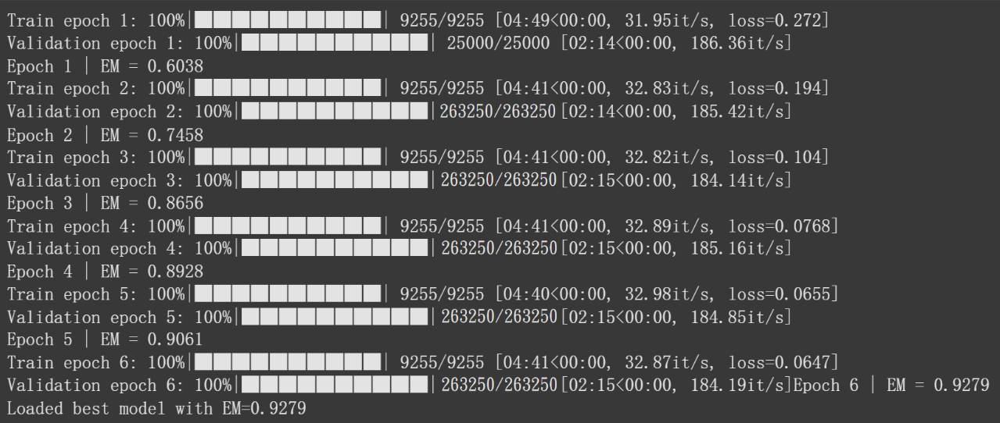 Train epoch 1: 100%|██████████| 9255/9255 [04:49<00:00, 31.95it/s, loss=0.272]
Validation epoch 1: 100%|██████████| 25000/25000 [02:14<00:00, 186.36it/s]
Epoch 1 | EM = 0.6038
Train epoch 2: 100%|██████████| 9255/9255 [04:41<00:00, 32.83it/s, loss=0.194]
Validation epoch 2: 100%|██████████| 263250/263250 [02:14<00:00, 185.42it/s]
Epoch 2 | EM = 0.7458
Train epoch 3: 100%|██████████| 9255/9255 [04:41<00:00, 32.82it/s, loss=0.104]
Validation epoch 3: 100%|██████████| 263250/263250 [02:15<00:00, 184.14it/s]
Epoch 3 | EM = 0.8656
Train epoch 4: 100%|██████████| 9255/9255 [04:41<00:00, 32.89it/s, loss=0.0768]
Validation epoch 4: 100%|██████████| 263250/263250 [02:15<00:00, 185.16it/s]
Epoch 4 | EM = 0.8928
Train epoch 5: 100%|██████████| 9255/9255 [04:40<00:00, 32.98it/s, loss=0.0655]
Validation epoch 5: 100%|██████████| 263250/263250 [02:15<00:00, 184.85it/s]
Epoch 5 | EM = 0.9061
Train epoch 6: 100%|██████████| 9255/9255 [04:41<00:00, 32.87it/s, loss=0.0647]
Validation epoch 6: 100%|██████████| 263250/263250 [02:15<00:00, 184.19it/s]Epoch 6 | EM = 0.9279
Loaded best model with EM=0.9279